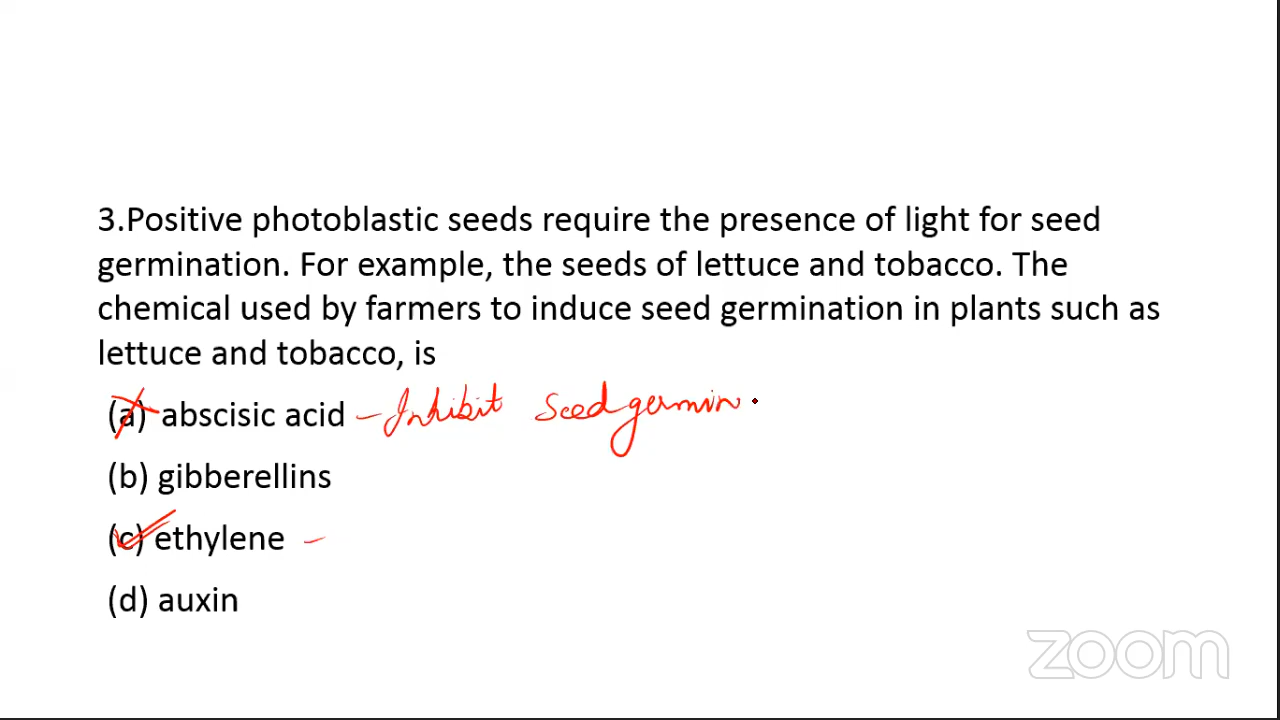 3.Positive photoblastic seeds require the presence of light for seed
germination. For example, the seeds of lettuce and tobacco. The
chemical used by farmers to induce seed germination in plants such as
lettuce and tobacco, is
(a) abscisic acid - Inhibit seed germin
(b) gibberellins
(c) ethylene -
(d) auxin
zoom